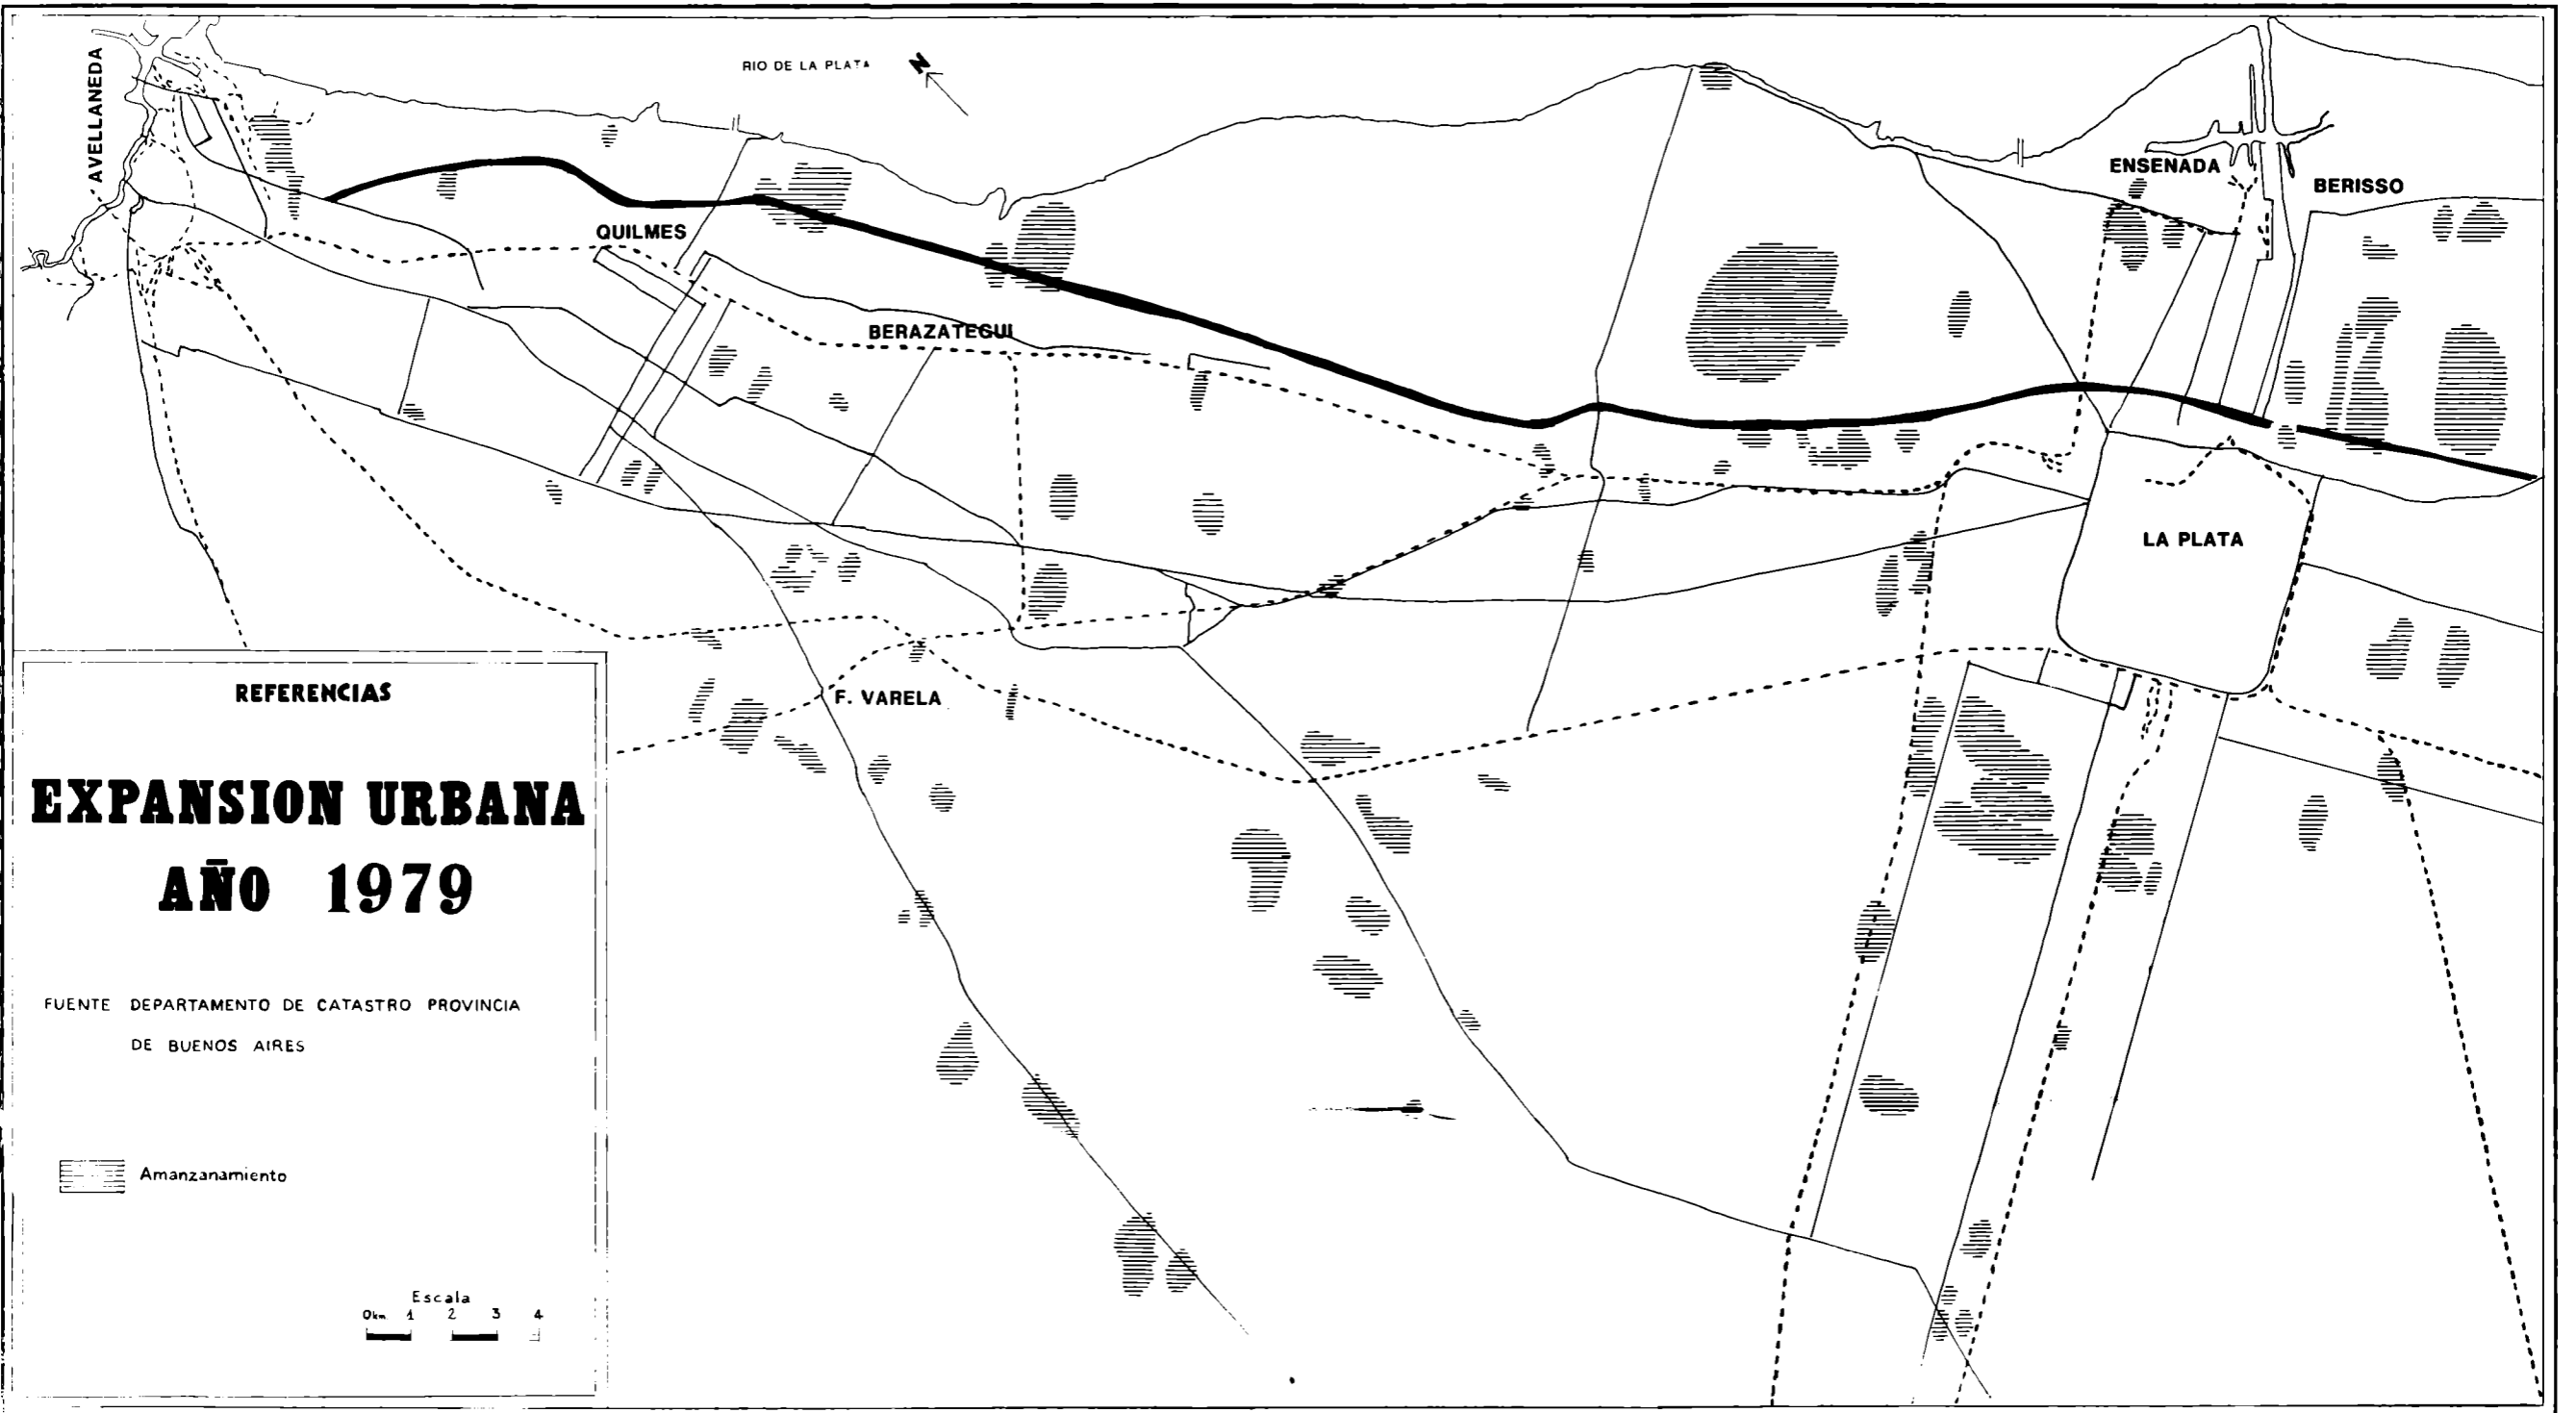 RIO DE LA PLATA
N
AVELLANEDA
ENSENADA
BERISSO
QUILMES
BERAZATEGUI
LA PLATA
F. VARELA
REFERENCIAS
EXPANSION URBANA
AÑO 1979
FUENTE DEPARTAMENTO DE CATASTRO PROVINCIA
DE BUENOS AIRES
Amanzanamiento
Escala
0km 1 2 3 4